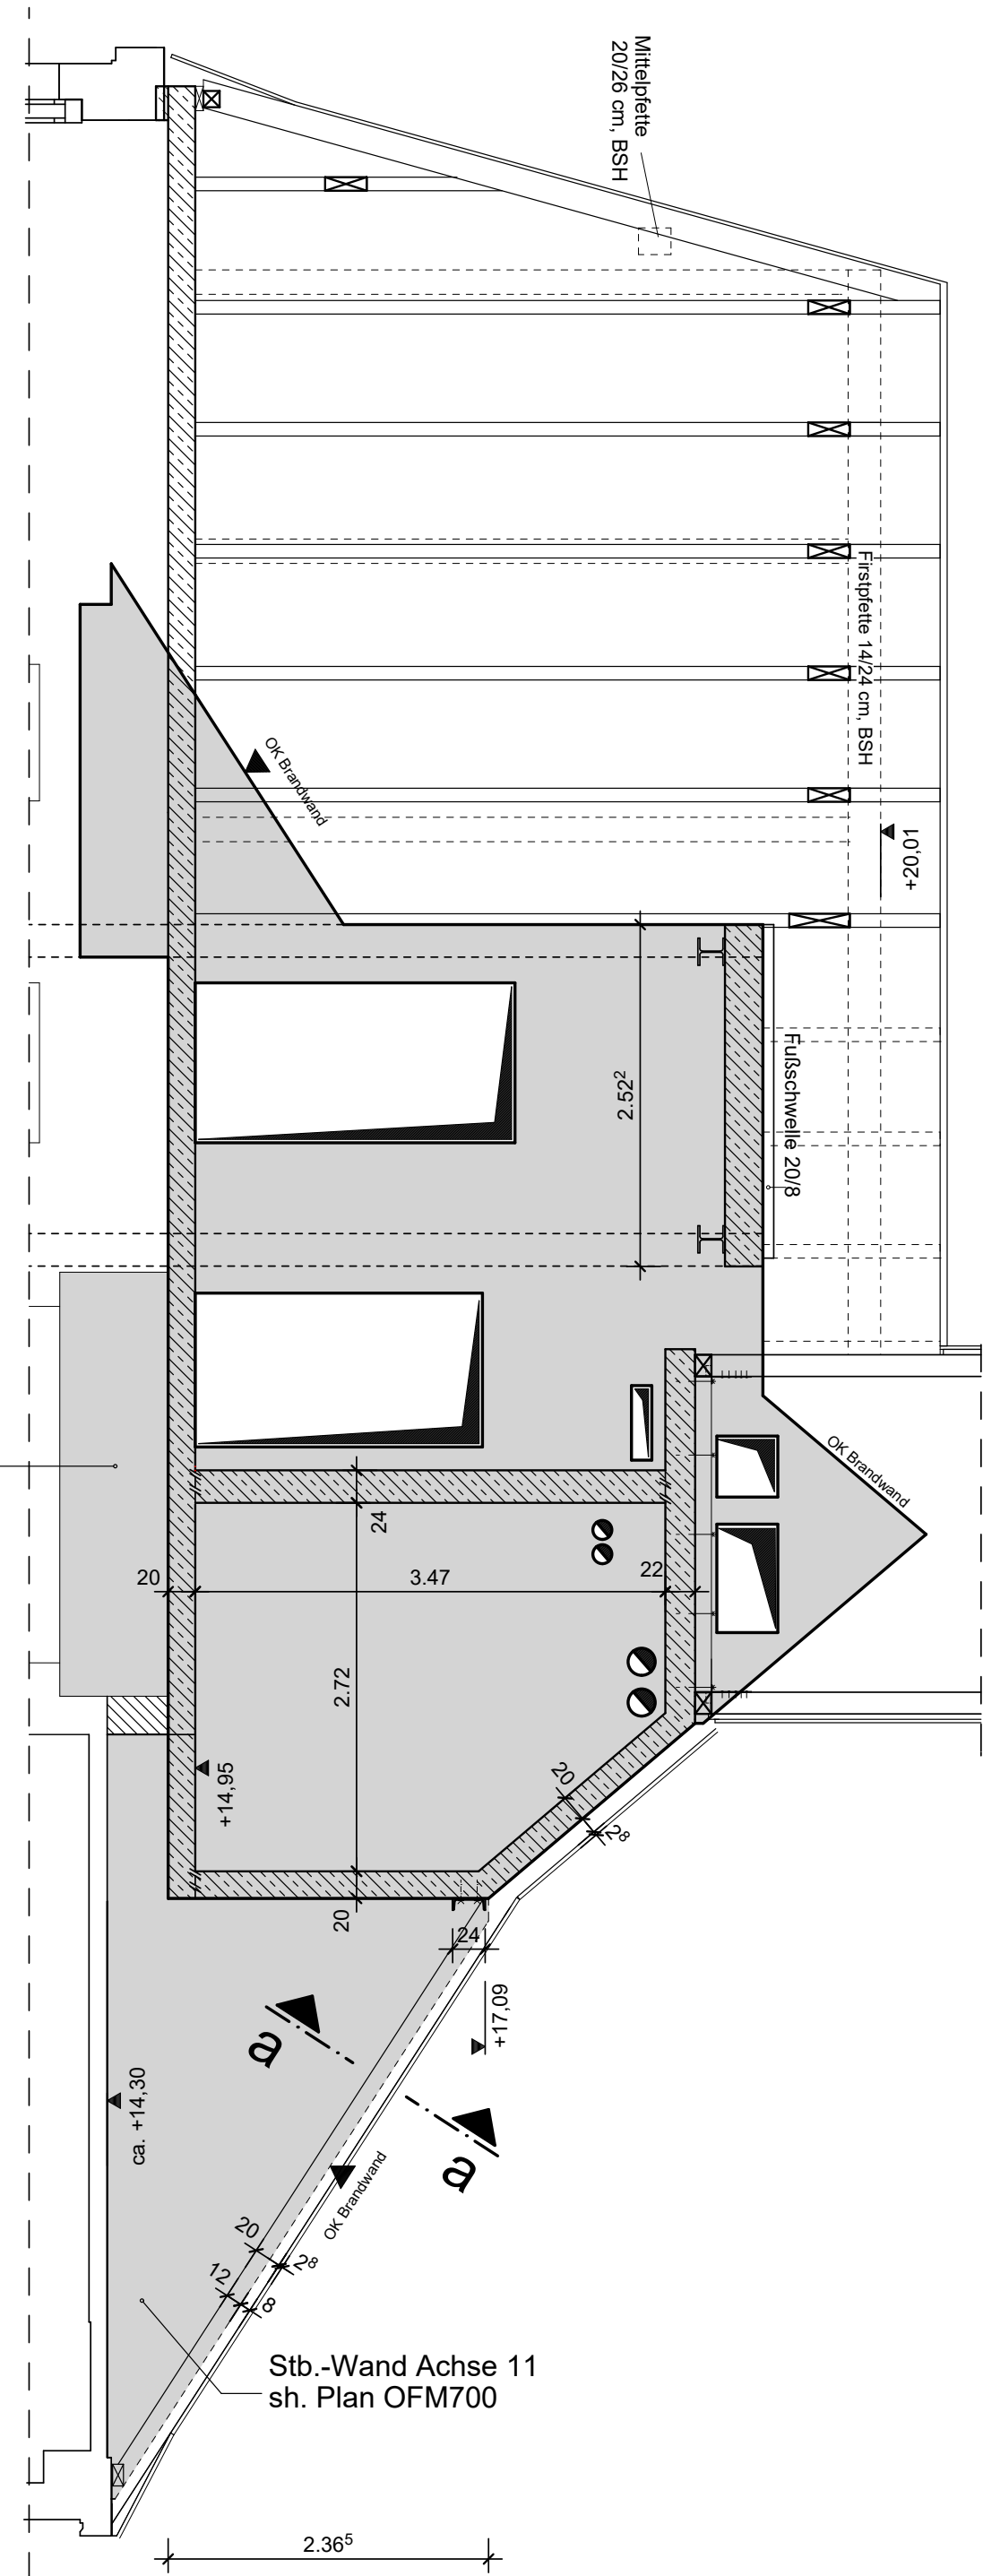 Mittelpfette
20/26 cm, BSH
Firstpfette 14/24 cm, BSH
OK Brandwand
+20,01
Fußschwelle 20/8
2.52²
OK Brandwand
24
20
3.47
22
2.72
+14,95
20
2⁸
20
24
+17,09
a
a
ca. +14,30
OK Brandwand
20
2⁸
12
8
Stb.-Wand Achse 11
sh. Plan OFM700
2.36⁵